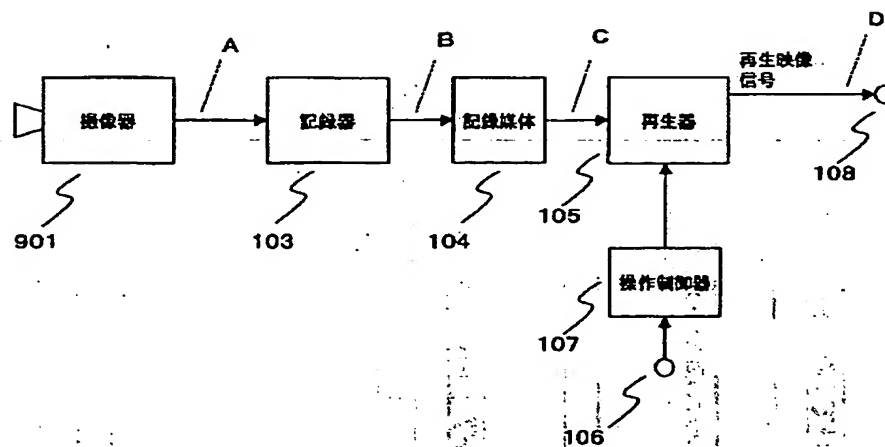 A
B
C
D
再生映像
信号
撮像器
記録器
記録媒体
再生器
108
901
103
104
105
操作制御器
107
106